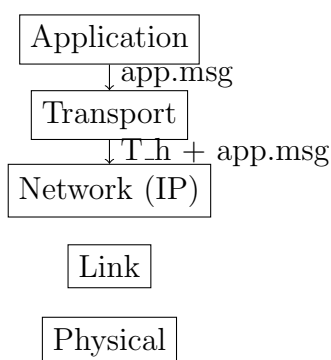 Application
app.msg
Transport
T_h + app.msg
Network (IP)
Link
Physical